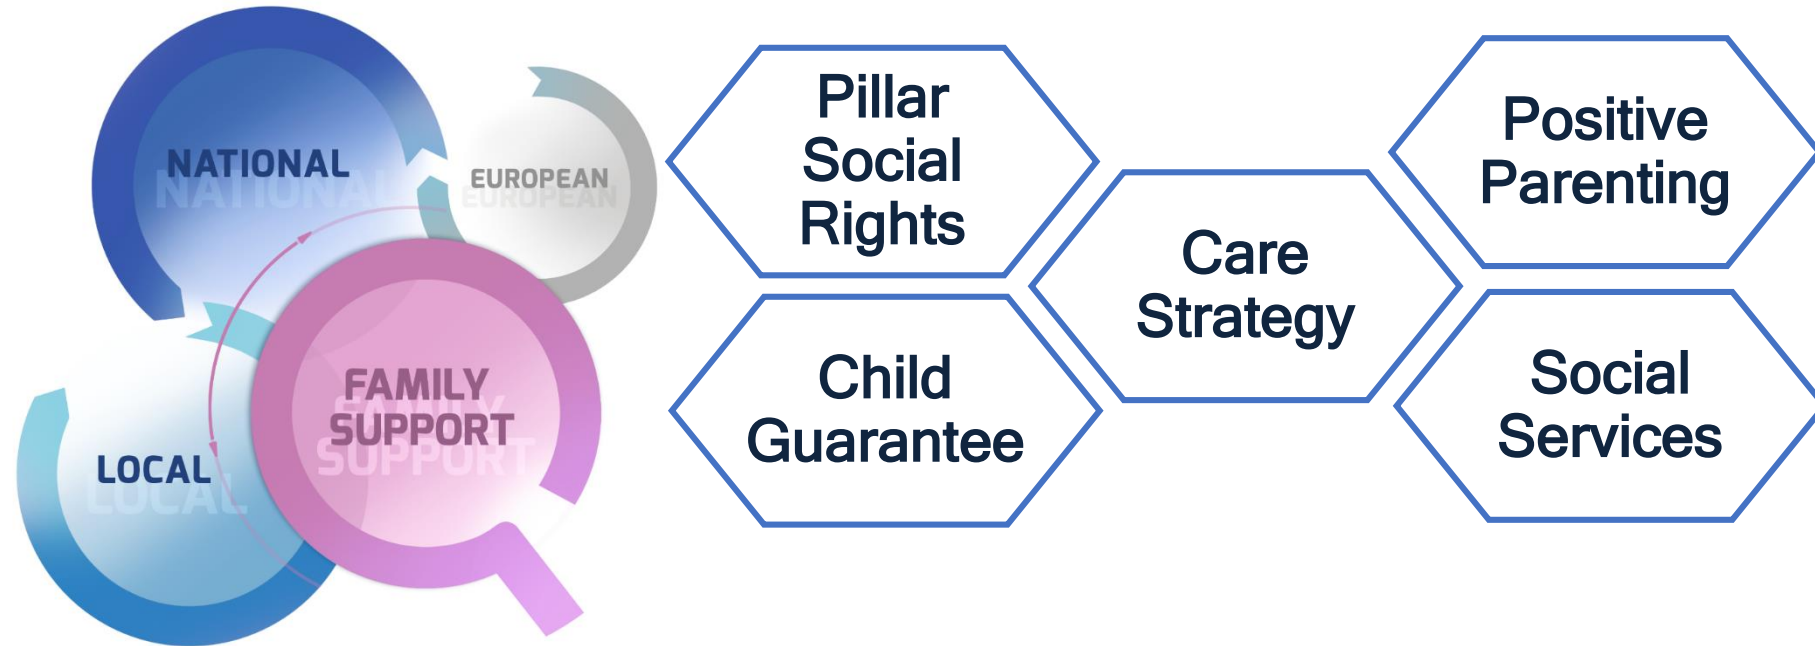 NATIONAL
EUROPEAN
FAMILY
SUPPORT
LOCAL
Pillar
Social
Rights
Child
Guarantee
Care
Strategy
Positive
Parenting
Social
Services